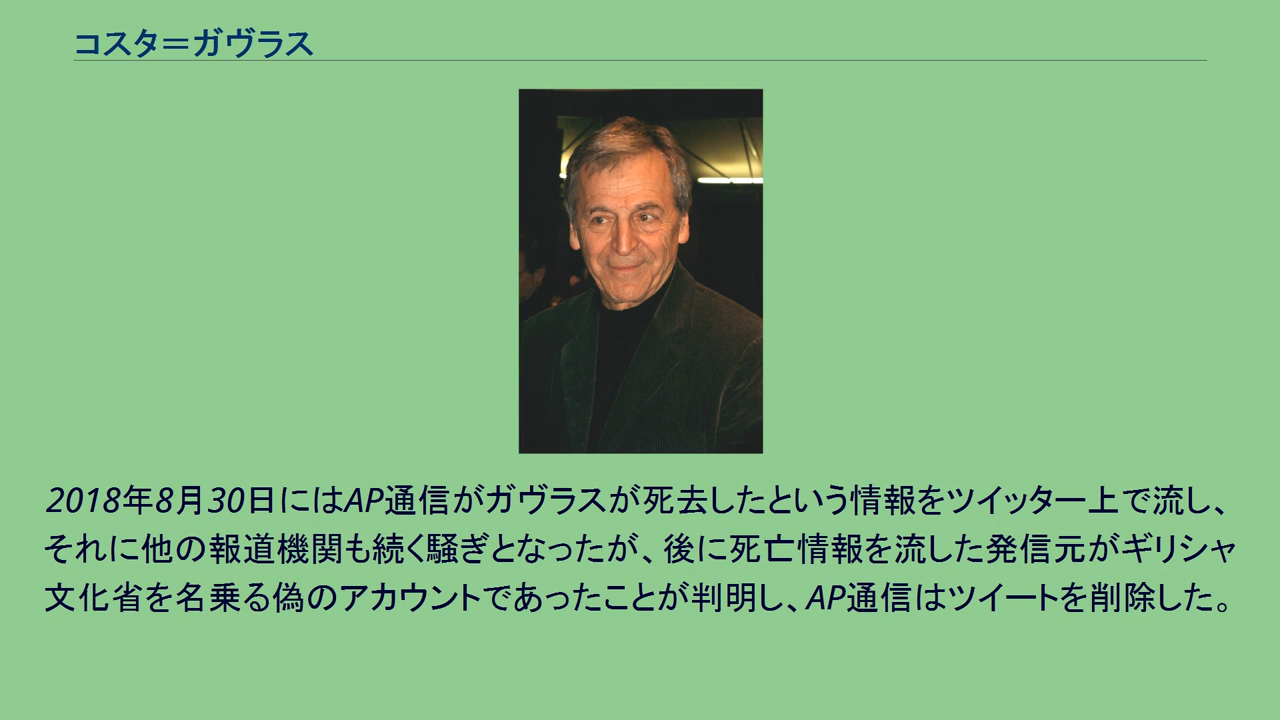 コスタ＝ガヴラス
2018年8月30日にはAP通信がガヴラスが死去したという情報をツイッター上で流し、
それに他の報道機関も続く騒ぎとなったが、後に死亡情報を流した発信元がギリシャ
文化省を名乗る偽のアカウントであったことが判明し、AP通信はツイートを削除した。